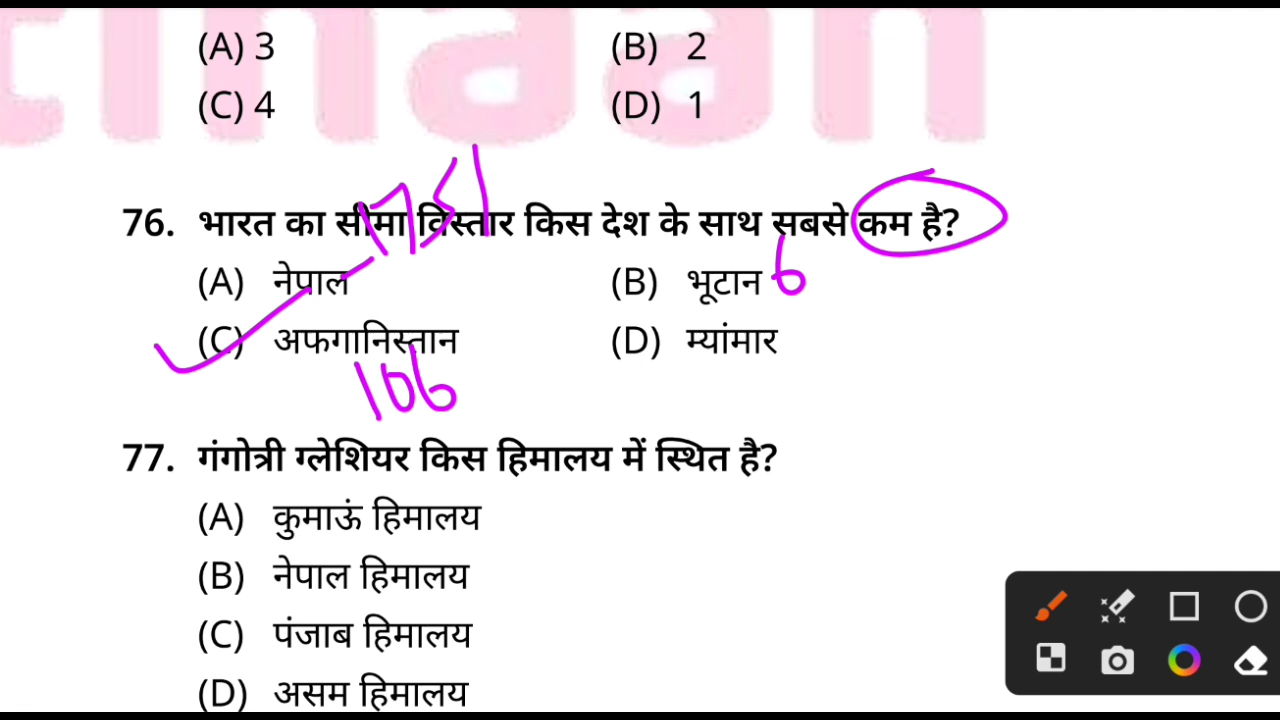 (A) 3 (B) 2
(C) 4 (D) 1
1751
76. भारत का सीमा विस्तार किस देश के साथ सबसे कम है?
(A) नेपाल (B) भूटान 6
(C) अफगानिस्तान (D) म्यांमार
106
77. गंगोत्री ग्लेशियर किस हिमालय में स्थित है?
(A) कुमाऊं हिमालय
(B) नेपाल हिमालय
(C) पंजाब हिमालय
(D) असम हिमालय